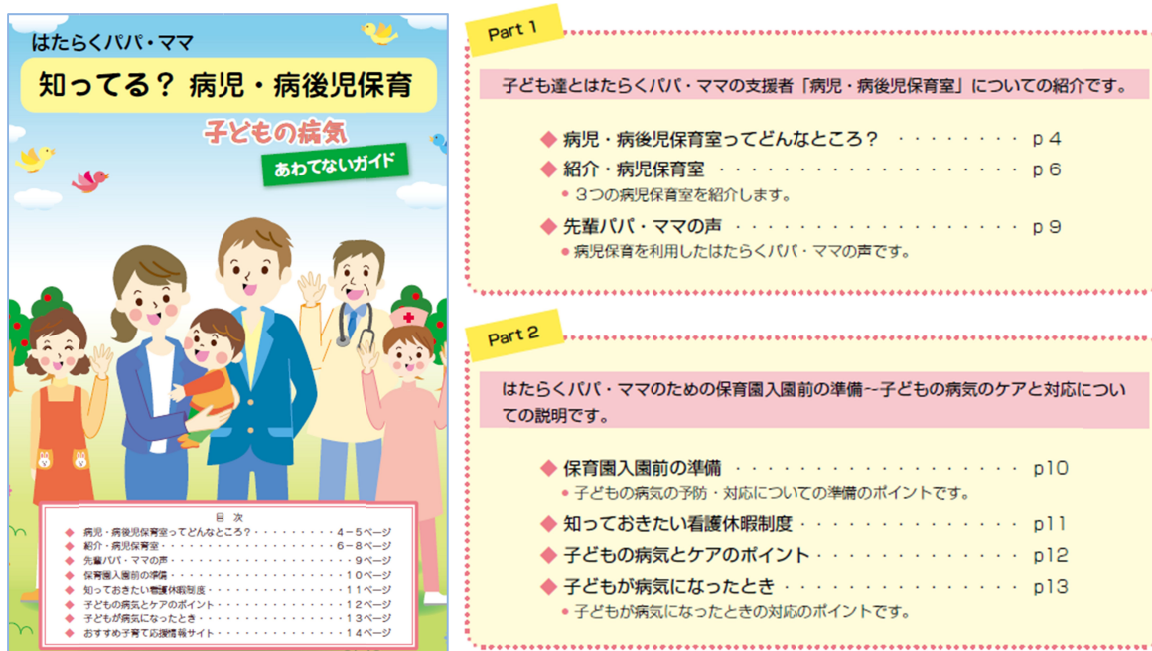 はたらくパパ・ママ
知ってる？ 病児・病後児保育
子どもの病気
あわてないガイド
目 次
◆ 病児・病後児保育室ってどんなところ？・・・・・・・・・4－5ページ
◆ 紹介・病児保育室・・・・・・・・・・・・・・・・・・6－8ページ
◆ 先輩パパ・ママの声・・・・・・・・・・・・・・・・・・9ページ
◆ 保育園入園前の準備・・・・・・・・・・・・・・・・・10ページ
◆ 知っておきたい看護休暇制度・・・・・・・・・・・・・11ページ
◆ 子どもの病気とケアのポイント・・・・・・・・・・・・12ページ
◆ 子どもが病気になったとき・・・・・・・・・・・・・・13ページ
◆ おすすめ子育て応援情報サイト・・・・・・・・・・・・14ページ
Part 1
子ども達とはたらくパパ・ママの支援者「病児・病後児保育室」についての紹介です。
◆ 病児・病後児保育室ってどんなところ？ ・・・・・・・・ p4
◆ 紹介・病児保育室 ・・・・・・・・・・・・・・・・・ p6
● 3つの病児保育室を紹介します。
◆ 先輩パパ・ママの声 ・・・・・・・・・・・・・・・・ p9
● 病児保育を利用したはたらくパパ・ママの声です。
Part 2
はたらくパパ・ママのための保育園入園前の準備～子どもの病気のケアと対応につい
ての説明です。
◆ 保育園入園前の準備 ・・・・・・・・・・・・・・・・ p10
● 子どもの病気の予防・対応についての準備のポイントです。
◆ 知っておきたい看護休暇制度・・・・・・・・・・・・・ p11
◆ 子どもの病気とケアのポイント ・・・・・・・・・・・ p12
◆ 子どもが病気になったとき・・・・・・・・・・・・・・ p13
● 子どもが病気になったときの対応のポイントです。